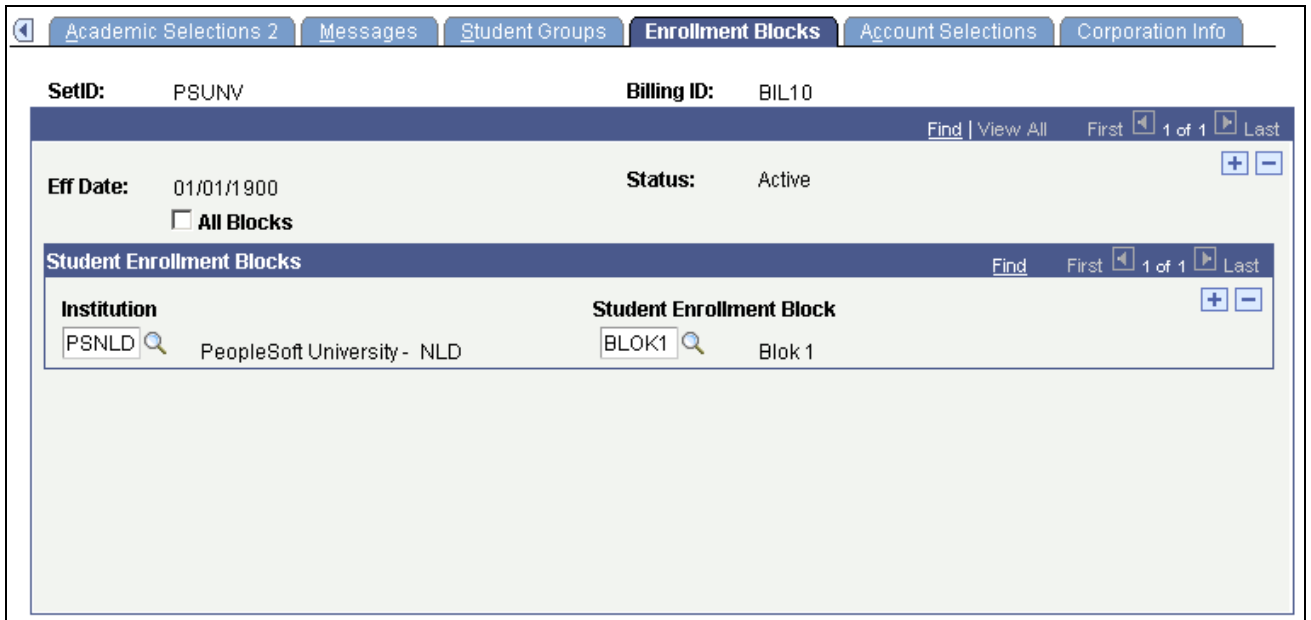 Academic Selections 2 Messages Student Groups Enrollment Blocks Account Selections Corporation Info
SetID: PSUNV Billing ID: BIL10
Find | View All First 1 of 1 Last
Eff Date: 01/01/1900 Status: Active
All Blocks
Student Enrollment Blocks Find First 1 of 1 Last
Institution Student Enrollment Block
PSNLD PeopleSoft University - NLD BLOK1 Blok 1